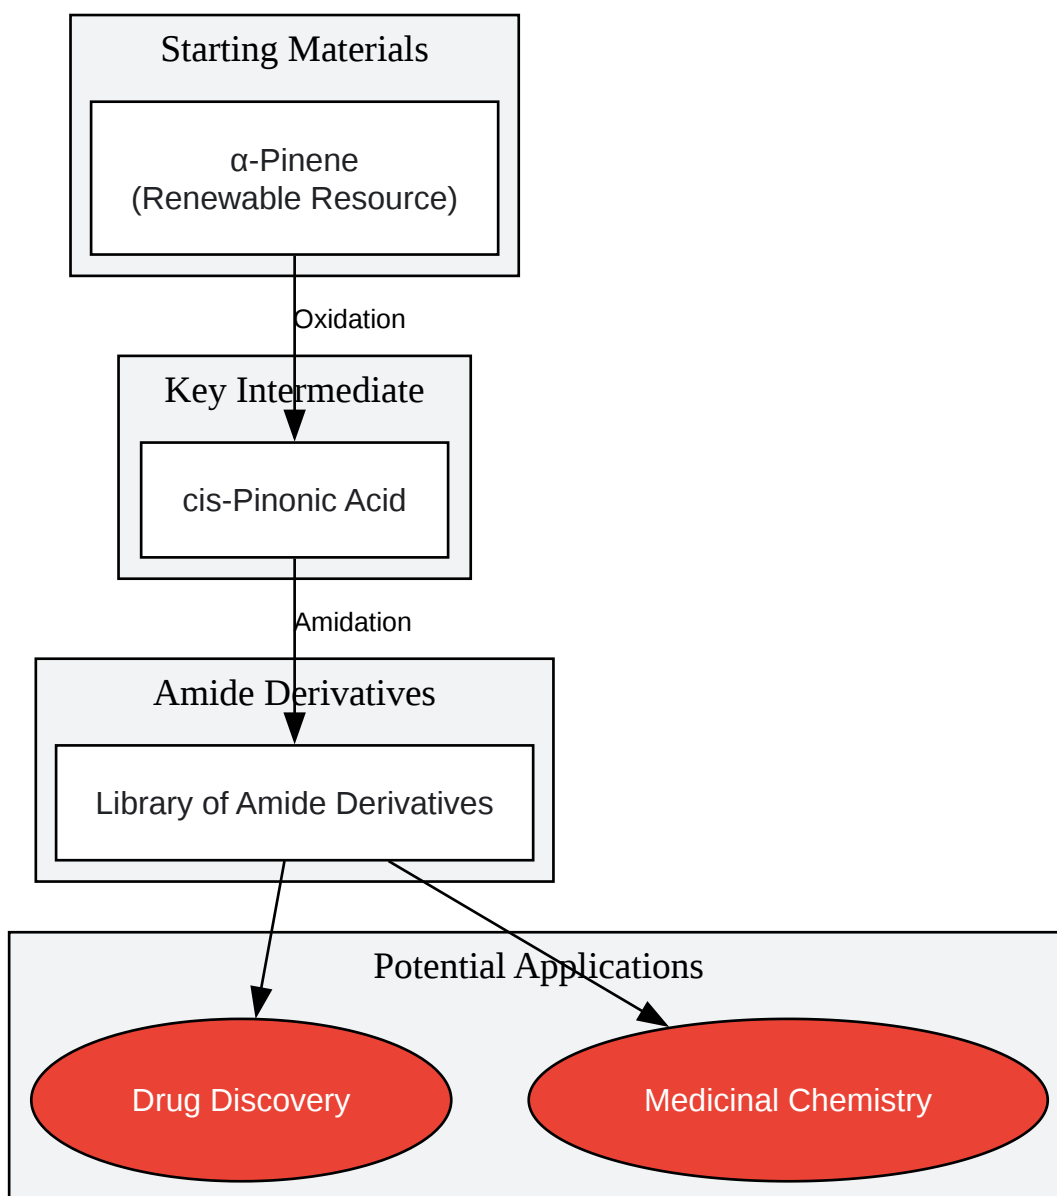 Starting Materials
α-Pinene
(Renewable Resource)
Oxidation
Key Intermediate
cis-Pinonic Acid
Amidation
Amide Derivatives
Library of Amide Derivatives
Potential Applications
Drug Discovery
Medicinal Chemistry